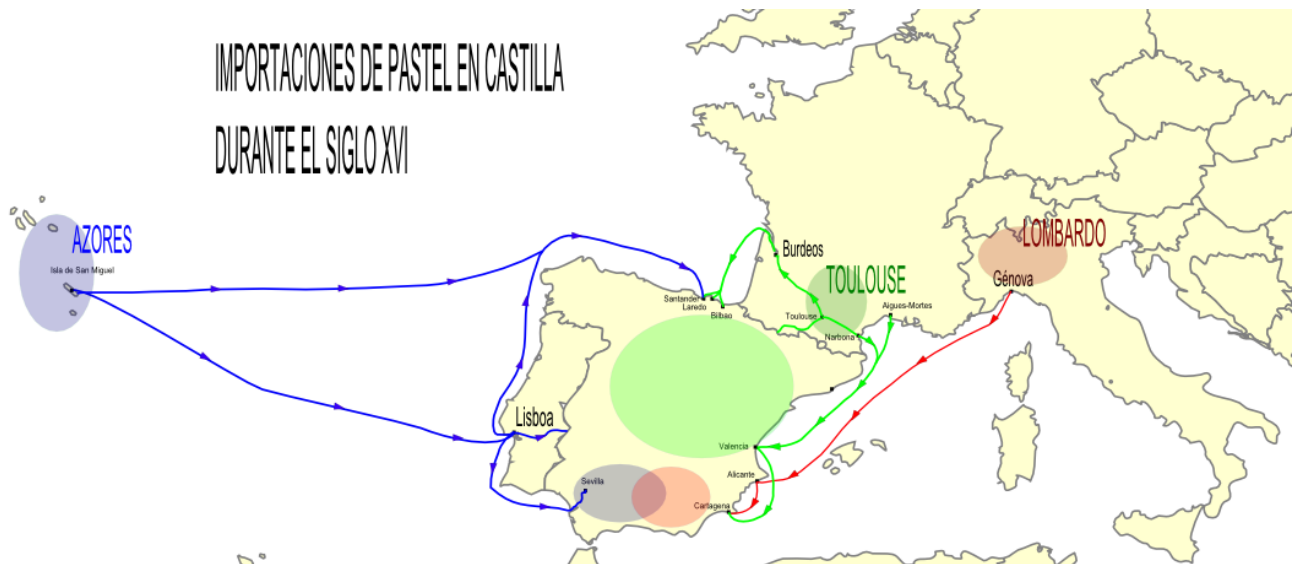 IMPORTACIONES DE PASTEL EN CASTILLA
DURANTE EL SIGLO XVI
AZORES
Isla de San Miguel
Burdeos
LOMBARDO
TOULOUSE
Génova
Santander
Laredo
Bilbao
Toulouse
Aigues-Mortes
Narbona
Lisboa
Valencia
Alicante
Sevilla
Cartagena